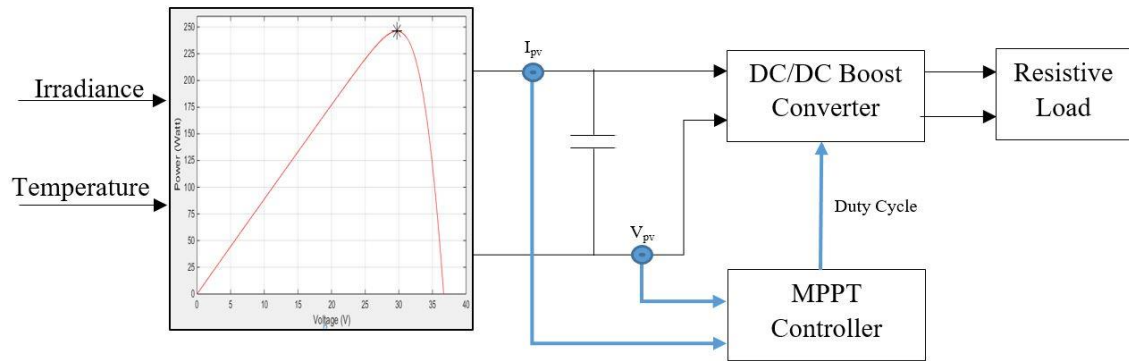 Irradiance
Temperature
Power (Watt)
250
225
200
175
150
125
100
75
50
25
0
0 5 10 15 20 25 30 35 40
Voltage (V)
Ipv
Vpv
DC/DC Boost
Converter
Resistive
Load
Duty Cycle
MPPT
Controller